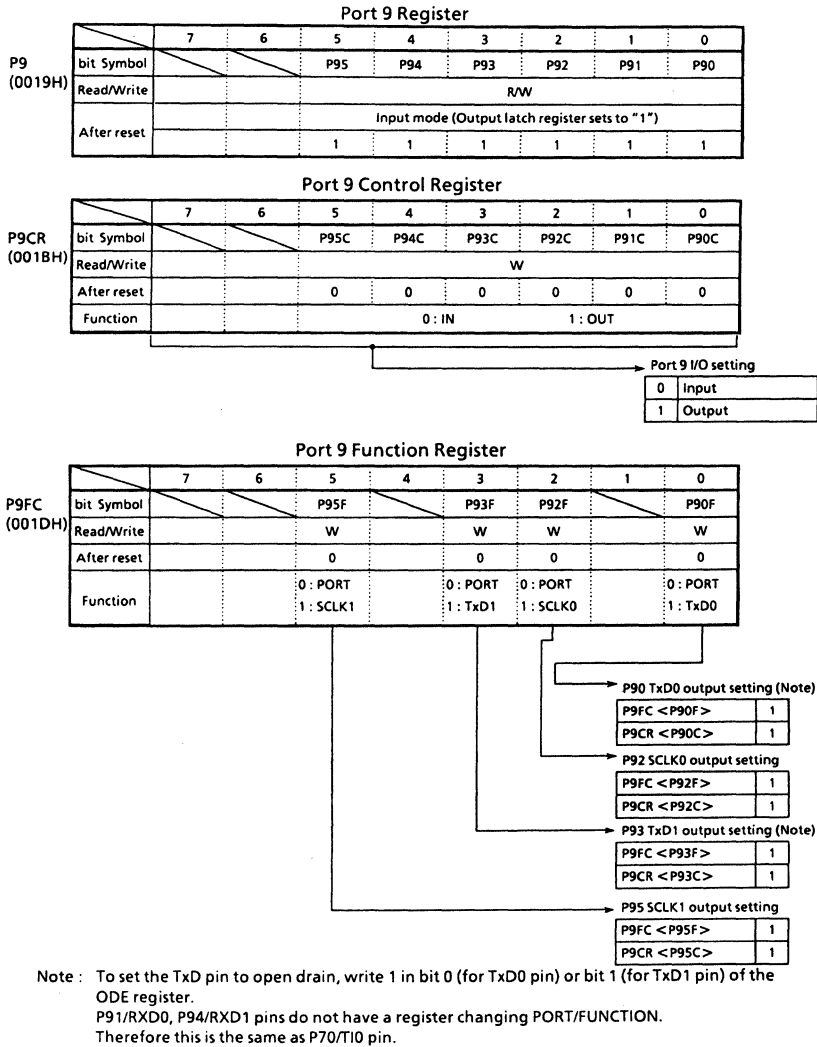 Port 9 Register
7 6 5 4 3 2 1 0
P9
(0019H)
bit Symbol P95 P94 P93 P92 P91 P90
Read/Write R/W
After reset Input mode (Output latch register sets to "1")
1 1 1 1 1 1
Port 9 Control Register
7 6 5 4 3 2 1 0
P9CR
(001BH)
bit Symbol P95C P94C P93C P92C P91C P90C
Read/Write W
After reset 0 0 0 0 0 0
Function 0 : IN 1 : OUT
Port 9 I/O setting
0 Input
1 Output
Port 9 Function Register
7 6 5 4 3 2 1 0
P9FC
(001DH)
bit Symbol P95F P93F P92F P90F
Read/Write W W W W
After reset 0 0 0 0
Function 0 : PORT 0 : PORT 0 : PORT 0 : PORT
1 : SCLK1 1 : TxD1 1 : SCLK0 1 : TxD0
P90 TxD0 output setting (Note)
P9FC <P90F> 1
P9CR <P90C> 1
P92 SCLK0 output setting
P9FC <P92F> 1
P9CR <P92C> 1
P93 TxD1 output setting (Note)
P9FC <P93F> 1
P9CR <P93C> 1
P95 SCLK1 output setting
P9FC <P95F> 1
P9CR <P95C> 1
Note : To set the TxD pin to open drain, write 1 in bit 0 (for TxD0 pin) or bit 1 (for TxD1 pin) of the
ODE register.
P91/RXD0, P94/RXD1 pins do not have a register changing PORT/FUNCTION.
Therefore this is the same as P70/TI0 pin.